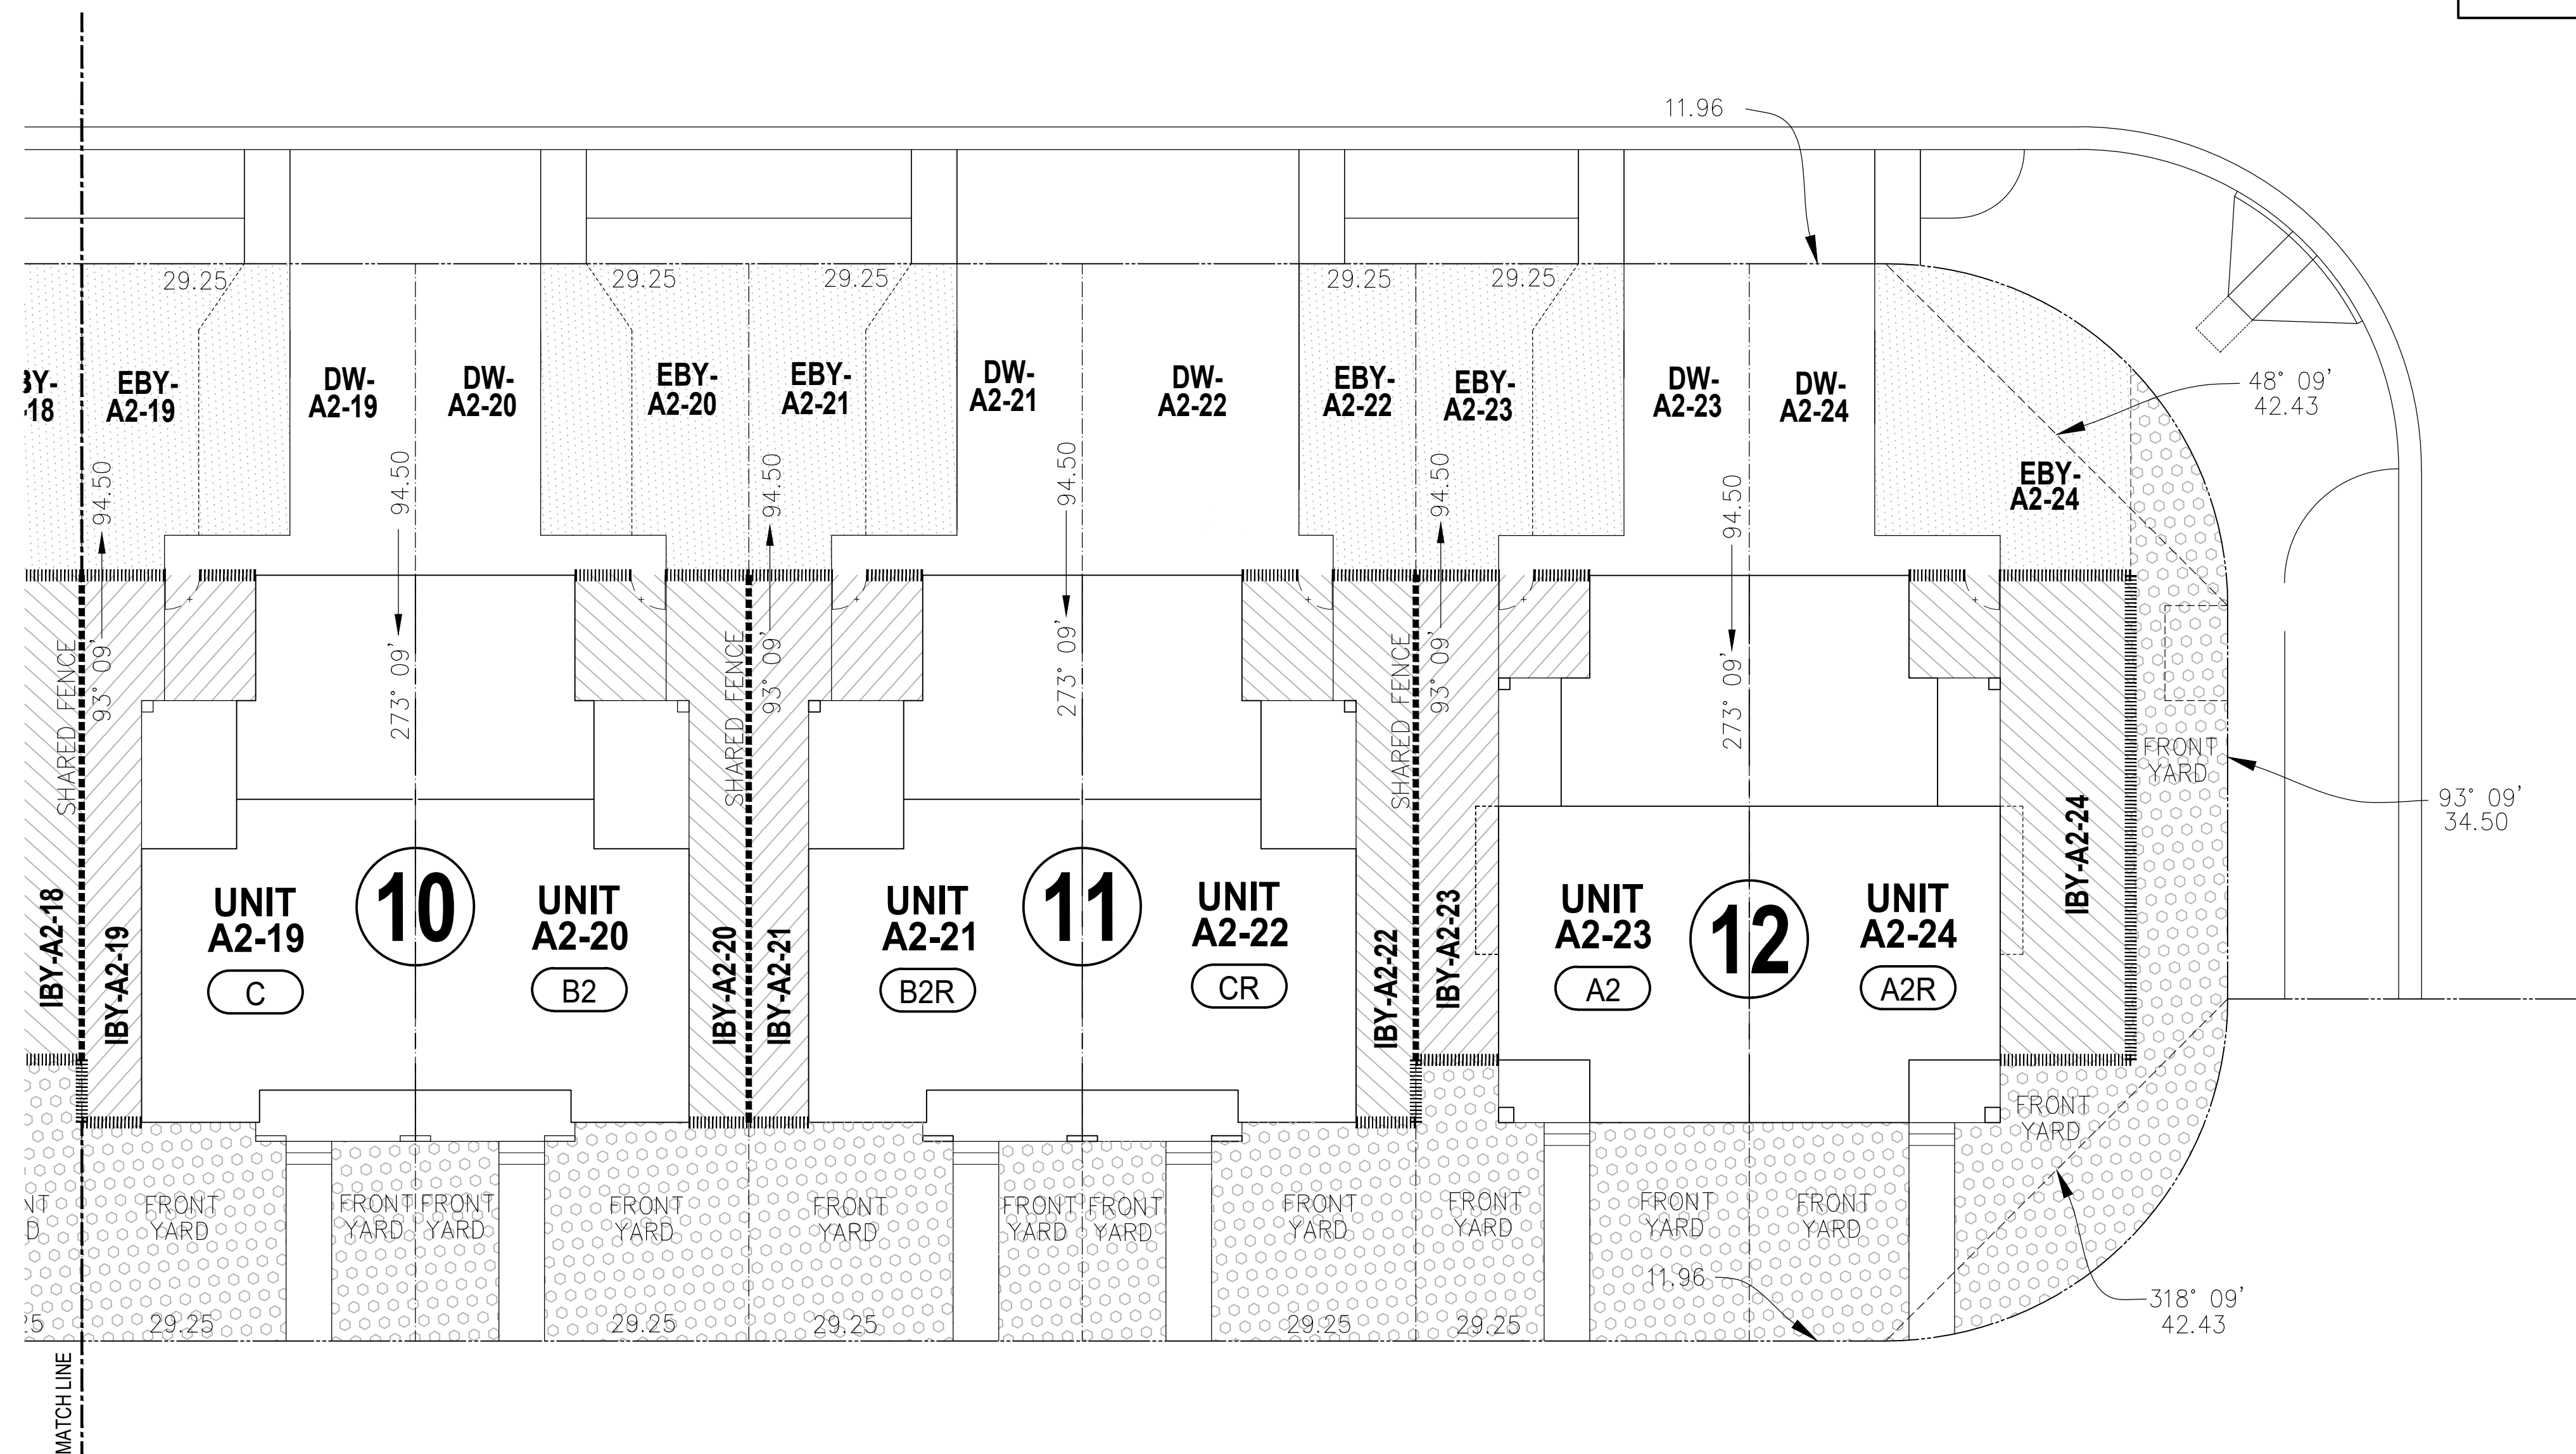 11.96
29.25
29.25
29.25
29.25
29.25
BY-
-18
EBY-
A2-19
DW-
A2-19
DW-
A2-20
EBY-
A2-20
EBY-
A2-21
DW-
A2-21
DW-
A2-22
EBY-
A2-22
EBY-
A2-23
DW-
A2-23
DW-
A2-24
EBY-
A2-24
48° 09'
42.43
93° 09' 94.50
273° 09' 94.50
93° 09' 94.50
273° 09' 94.50
93° 09' 94.50
273° 09' 94.50
SHARED FENCE
SHARED FENCE
SHARED FENCE
FRONT
YARD
93° 09'
34.50
IBY-A2-18
IBY-A2-19
UNIT
A2-19
C
10
UNIT
A2-20
B2
IBY-A2-20
IBY-A2-21
UNIT
A2-21
B2R
11
UNIT
A2-22
CR
IBY-A2-22
IBY-A2-23
UNIT
A2-23
A2
12
UNIT
A2-24
A2R
IBY-A2-24
FRONT
YARD
NT
D
FRONT
YARD
FRONT
YARD
FRONT
YARD
FRONT
YARD
FRONT
YARD
FRONT
YARD
FRONT
YARD
FRONT
YARD
FRONT
YARD
FRONT
YARD
FRONT
YARD
11.96
318° 09'
42.43
25
29.25
29.25
29.25
29.25
29.25
MATCH LINE